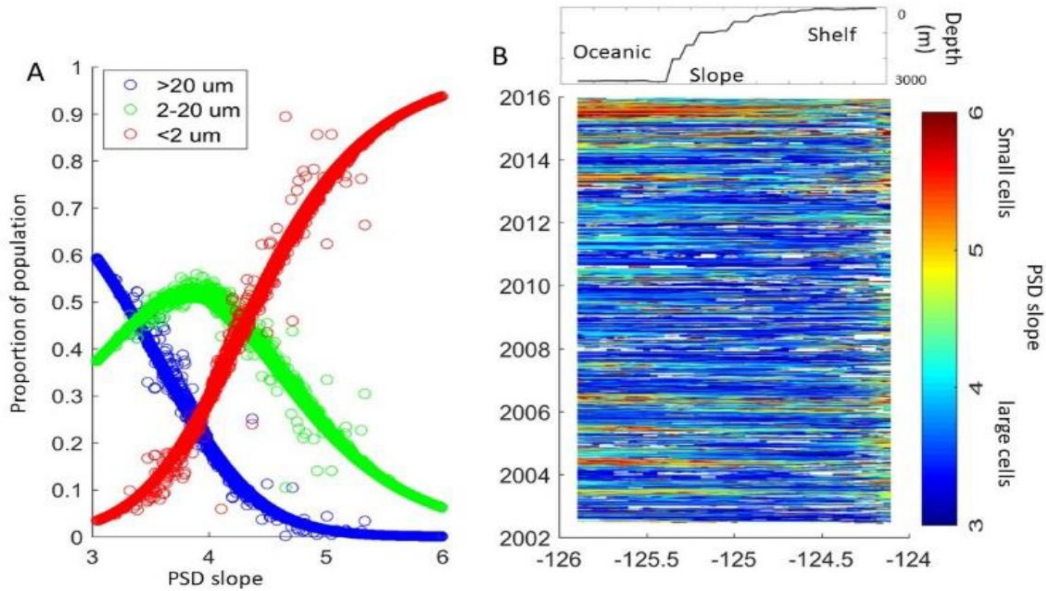 A
>20 um
2-20 um
<2 um
Proportion of population
1
0.9
0.8
0.7
0.6
0.5
0.4
0.3
0.2
0.1
0
3
4
5
6
PSD slope
B
Oceanic
Slope
Shelf
0
3000
Depth
(m)
2016
2014
2012
2010
2008
2006
2004
2002
-126
-125.5
-125
-124.5
-124
6
5
4
3
Small cells
PSD slope
large cells